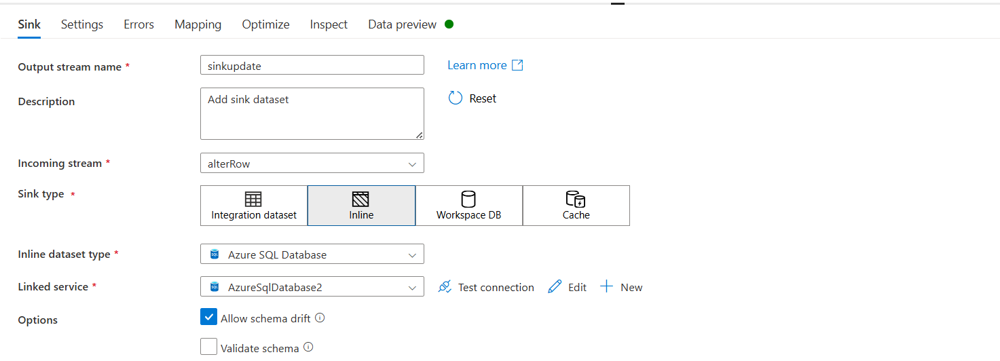 Sink Settings Errors Mapping Optimize Inspect Data preview
Output stream name * sinkupdate Learn more
Description Add sink dataset Reset
Incoming stream * alterRow
Sink type * Integration dataset Inline Workspace DB Cache
Inline dataset type * SQL Azure SQL Database
Linked service * SQL AzureSqlDatabase2 Test connection Edit New
Options Allow schema drift
Validate schema